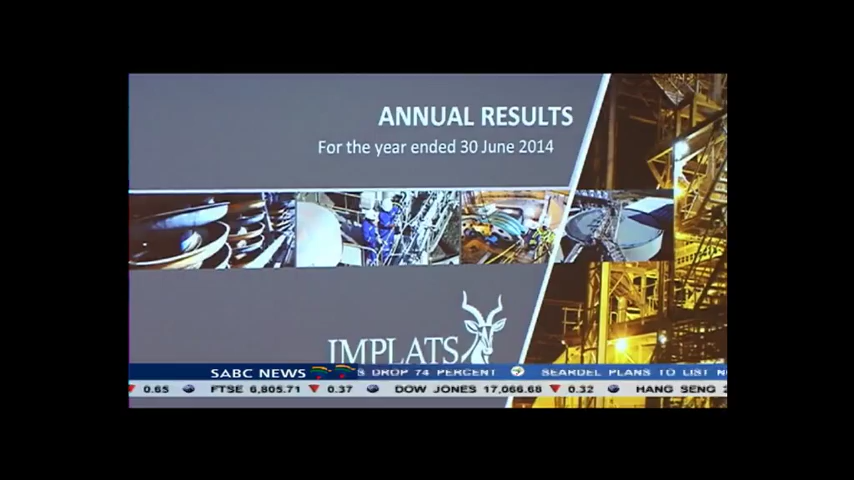 ANNUAL RESULTS
For the year ended 30 June 2014
IMPLATS
SABC NEWS S DROP 74 PERCENT SEARDEL PLANS TO LIST
0.65 FTSE 6,805.71 0.37 DOW JONES 17,066.68 0.32 HANG SENG 2